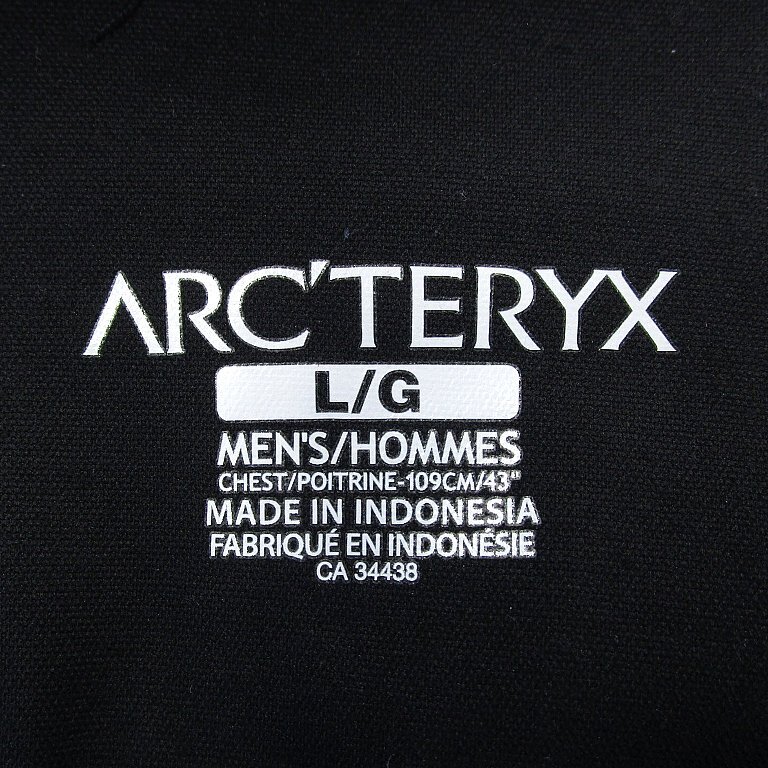 ARC'TERYX
L/G
MEN'S/HOMMES
CHEST/POITRINE-109CM/43"
MADE IN INDONESIA
FABRIQUÉ EN INDONÉSIE
CA 34438